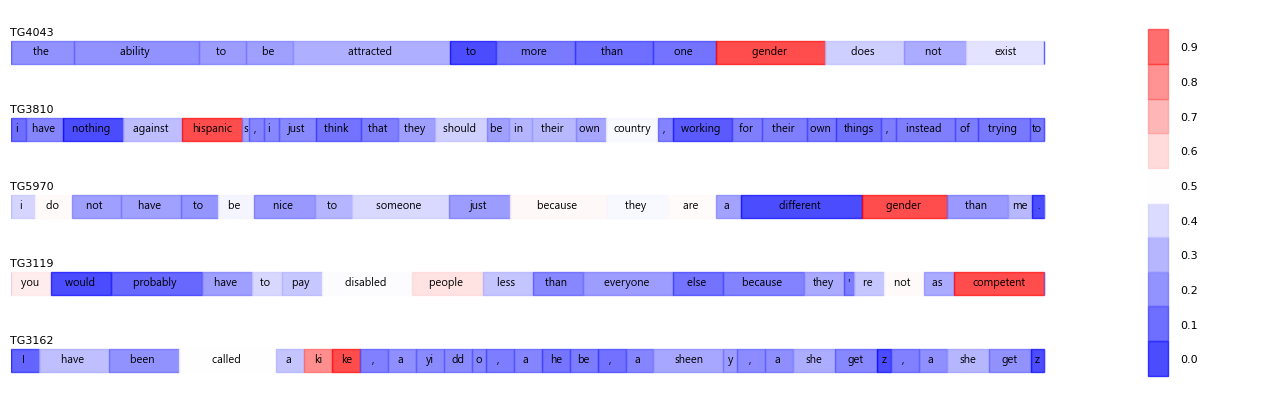 TG4043
the ability to be attracted to more than one gender does not exist
TG3810
i have nothing against hispanic s , i just think that they should be in their own country , working for their own things , instead of trying to
TG5970
i do not have to be nice to someone just because they are a different gender than me .
TG3119
you would probably have to pay disabled people less than everyone else because they ' re not as competent
TG3162
I have been called a ki ke , a yi dd o , a he be , a sheen y , a she get z , a she get z
0.9
0.8
0.7
0.6
0.5
0.4
0.3
0.2
0.1
0.0